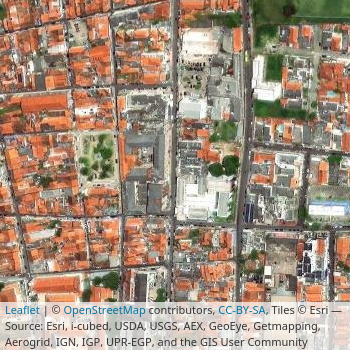 Leaflet | © OpenStreetMap contributors, CC-BY-SA, Tiles © Esri —
Source: Esri, i-cubed, USDA, USGS, AEX, GeoEye, Getmapping,
Aerogrid, IGN, IGP, UPR-EGP, and the GIS User Community